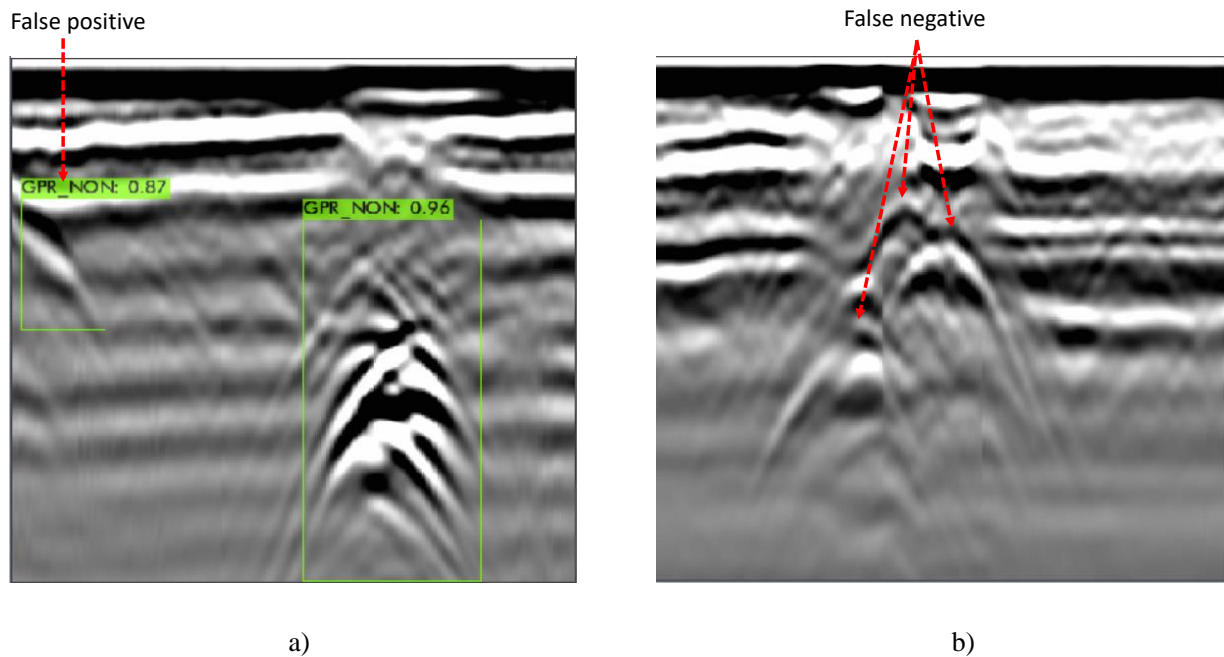 False positive
False negative
GPR_NON: 0.87
GPR_NON: 0.96
a)
b)